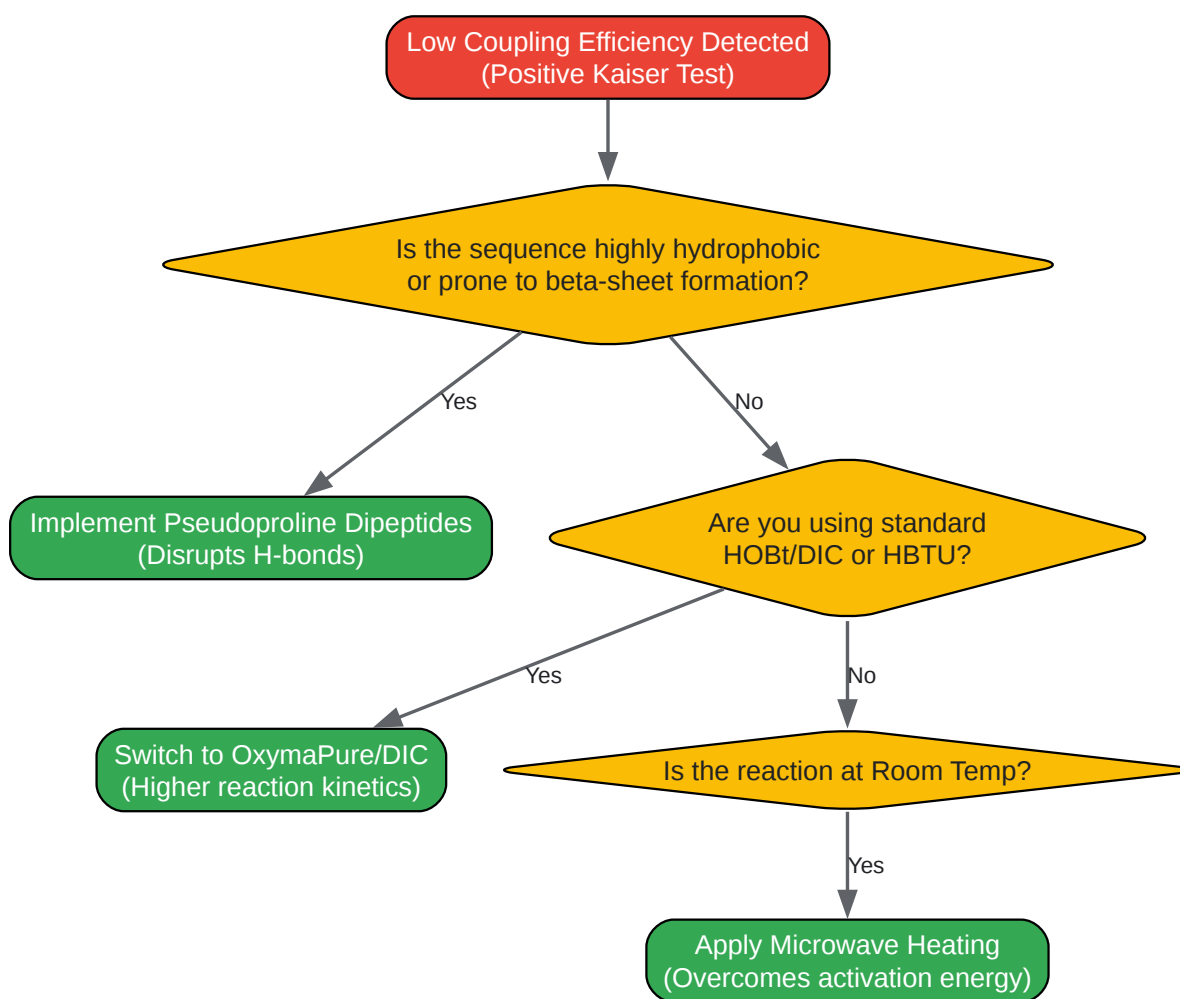 Low Coupling Efficiency Detected
(Positive Kaiser Test)
Is the sequence highly hydrophobic
or prone to beta-sheet formation?
Yes
No
Implement Pseudoproline Dipeptides
(Disrupts H-bonds)
Are you using standard
HOBt/DIC or HBTU?
Yes
No
Switch to OxymaPure/DIC
(Higher reaction kinetics)
Is the reaction at Room Temp?
Yes
Apply Microwave Heating
(Overcomes activation energy)